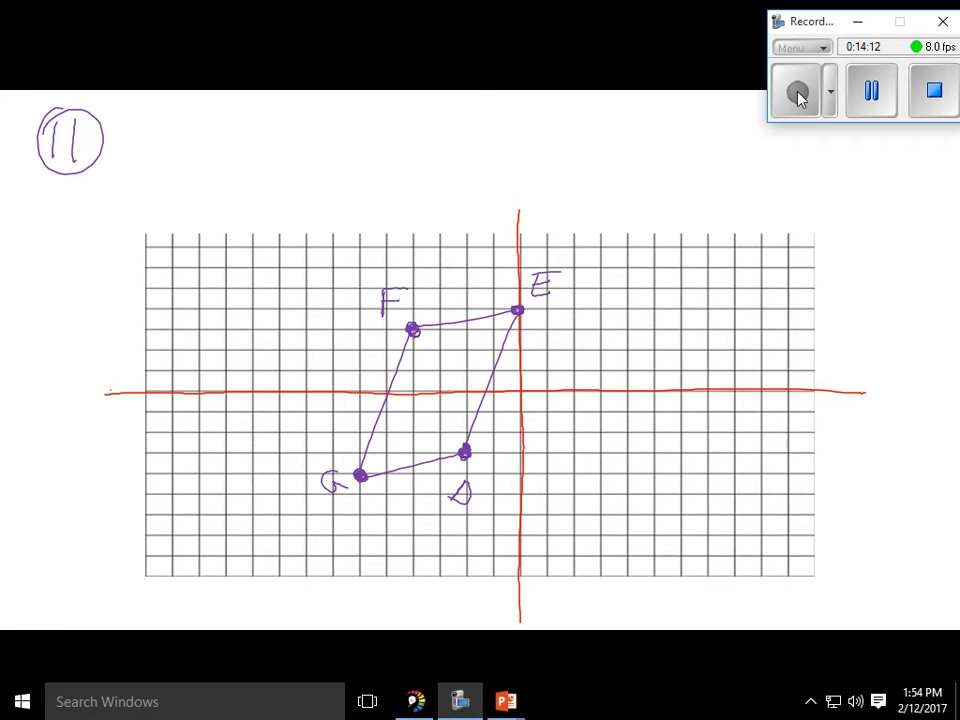 Record...
Menu
0:14:12
8.0 fps
11
E
F
G
D
Search Windows
1:54 PM
2/12/2017